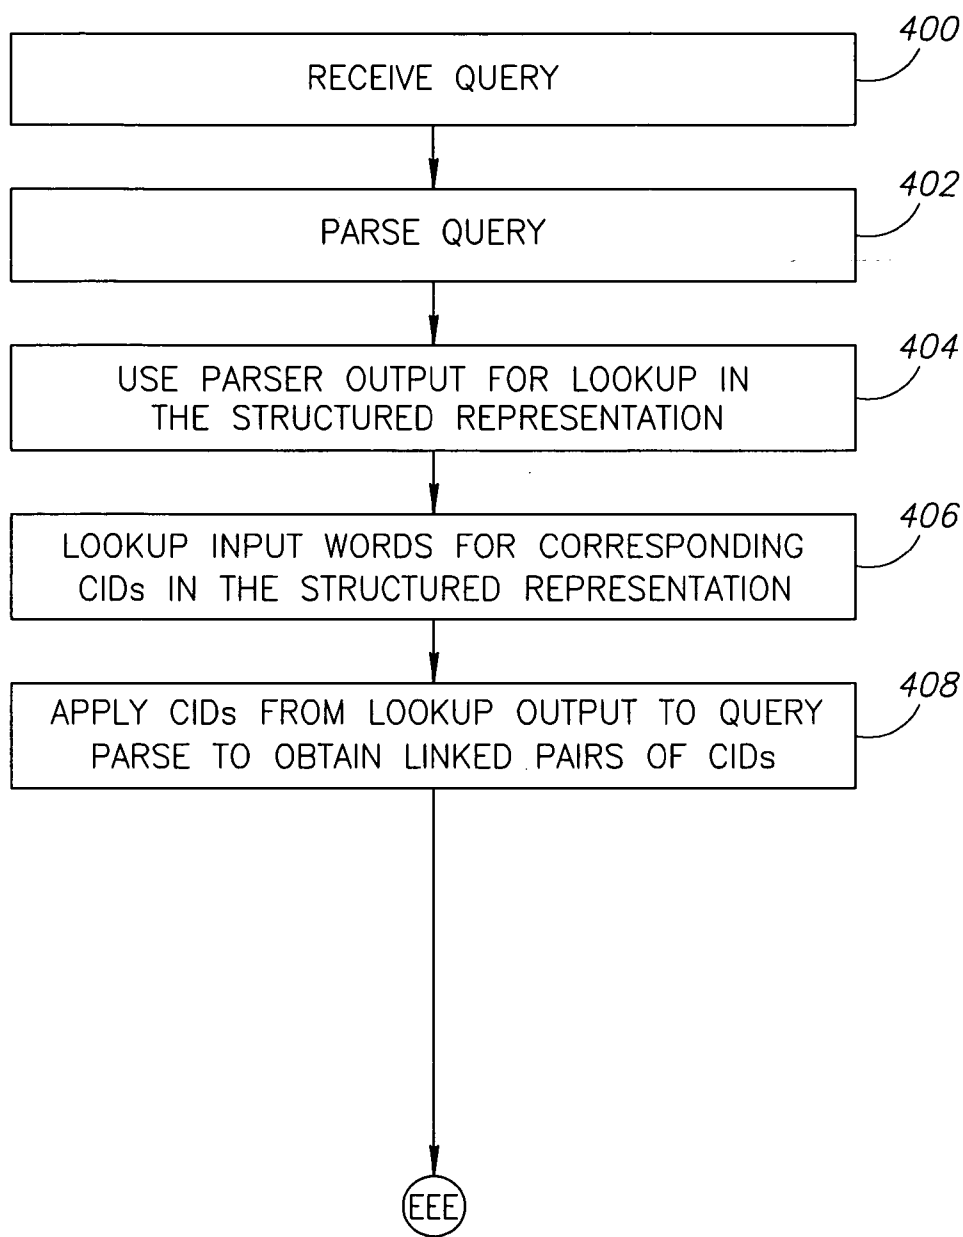 400
RECEIVE QUERY
402
PARSE QUERY
404
USE PARSER OUTPUT FOR LOOKUP IN
THE STRUCTURED REPRESENTATION
406
LOOKUP INPUT WORDS FOR CORRESPONDING
CIDs IN THE STRUCTURED REPRESENTATION
408
APPLY CIDs FROM LOOKUP OUTPUT TO QUERY
PARSE TO OBTAIN LINKED PAIRS OF CIDs
EEE